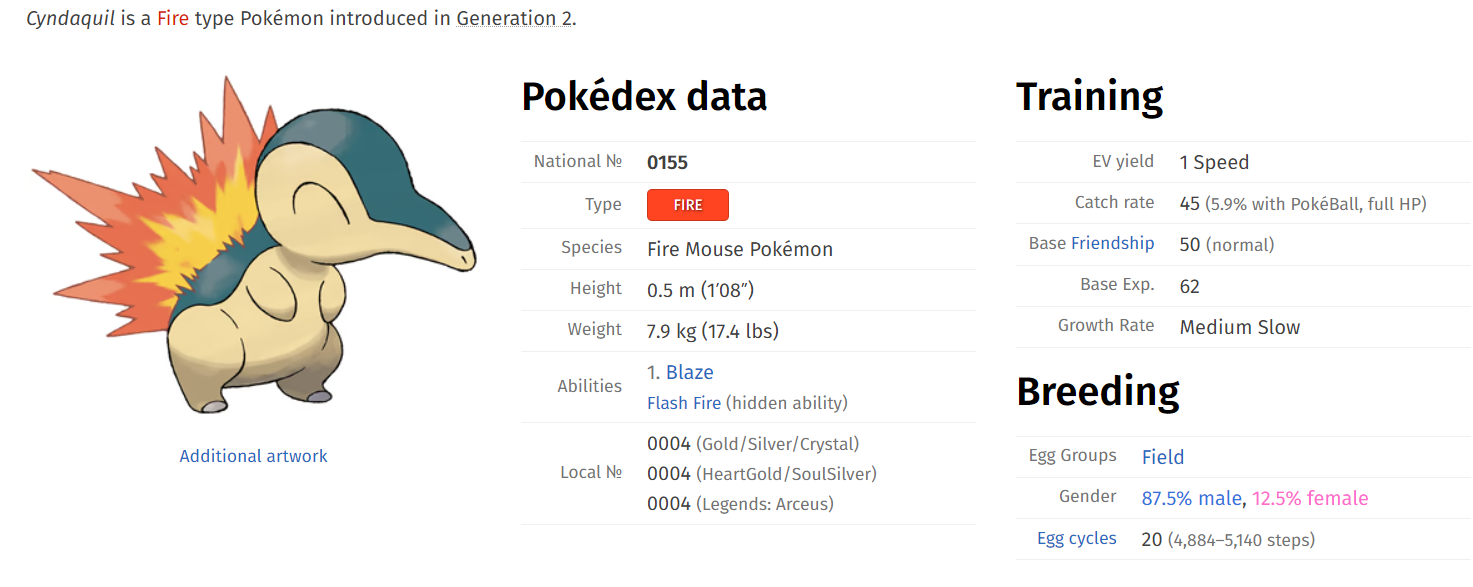 Cyndaquil is a Fire type Pokémon introduced in Generation 2.
Additional artwork
Pokédex data
National № 0155
Type FIRE
Species Fire Mouse Pokémon
Height 0.5 m (1′08″)
Weight 7.9 kg (17.4 lbs)
Abilities 1. Blaze
Flash Fire (hidden ability)
Local № 0004 (Gold/Silver/Crystal)
0004 (HeartGold/SoulSilver)
0004 (Legends: Arceus)
Training
EV yield 1 Speed
Catch rate 45 (5.9% with PokéBall, full HP)
Base Friendship 50 (normal)
Base Exp. 62
Growth Rate Medium Slow
Breeding
Egg Groups Field
Gender 87.5% male, 12.5% female
Egg cycles 20 (4,884–5,140 steps)